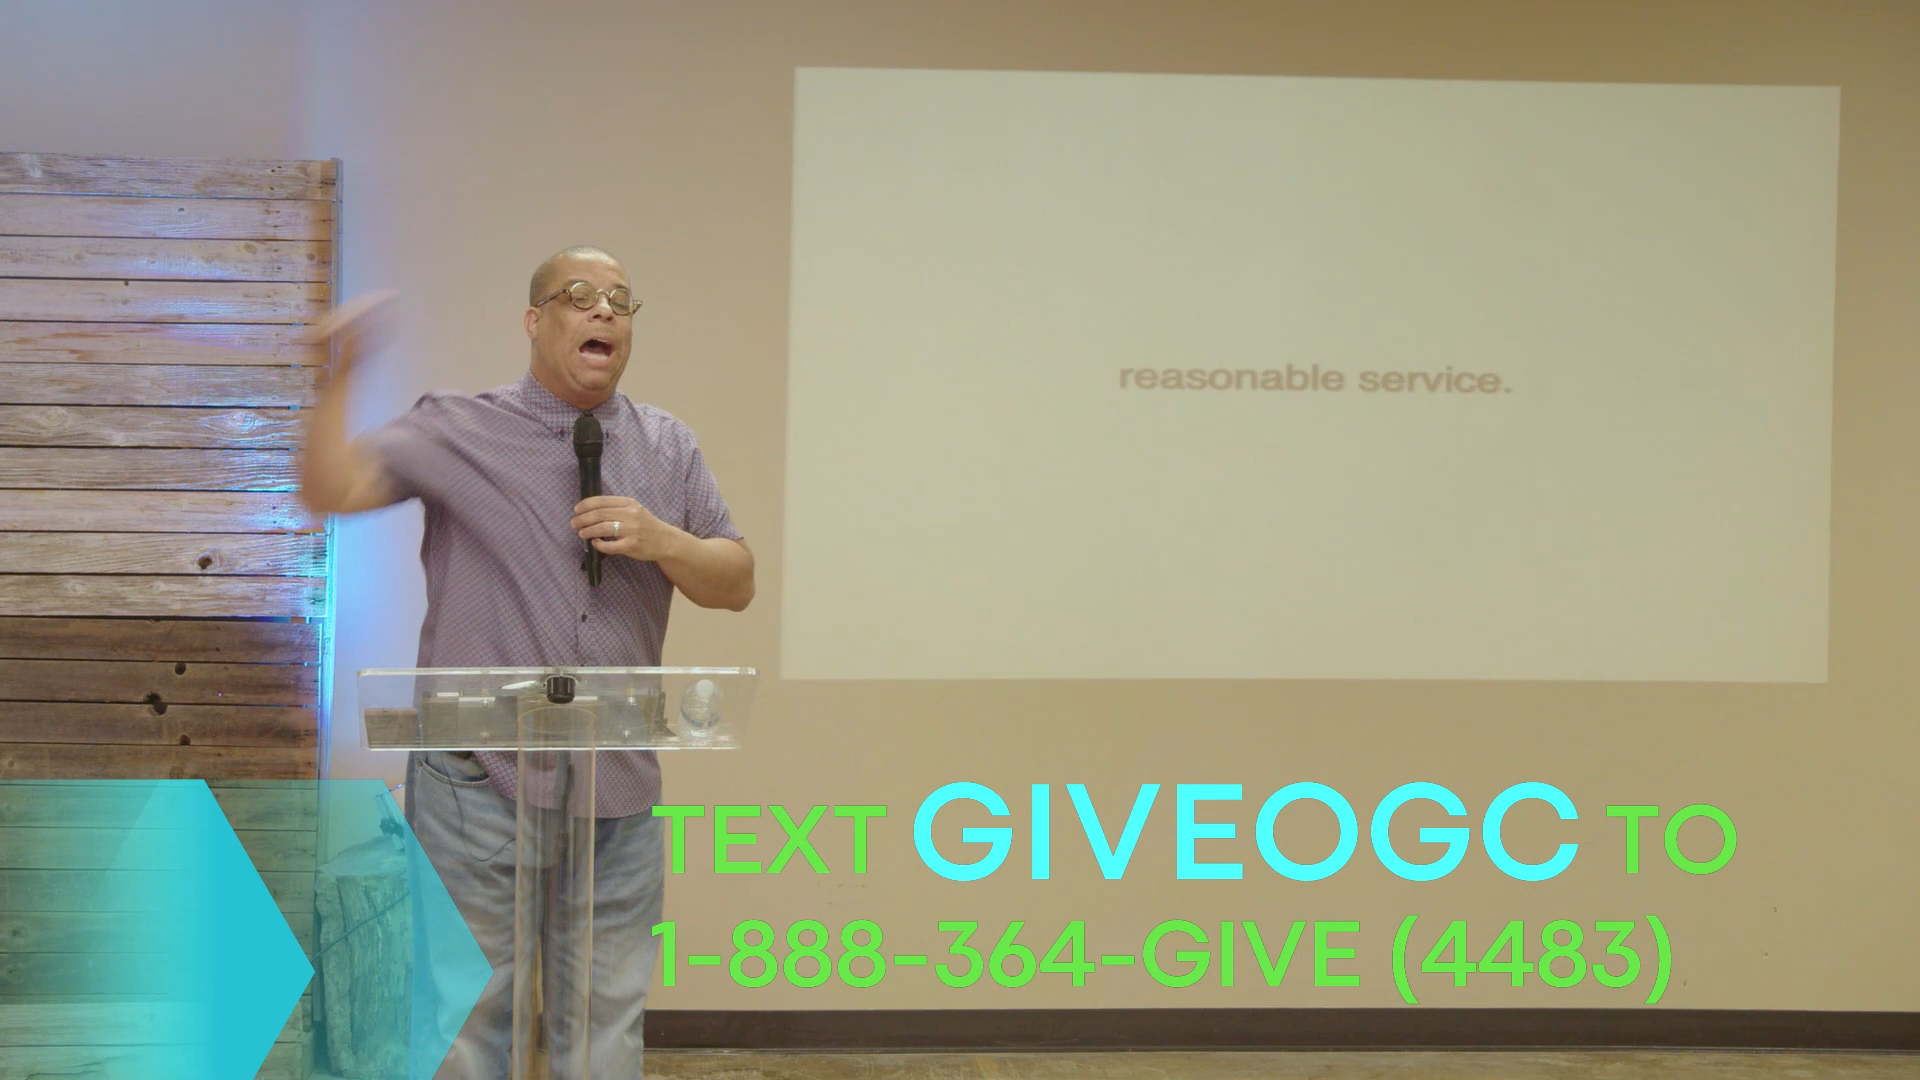 reasonable service.
TEXT GIVEOGC TO
1-888-364-GIVE (4483)